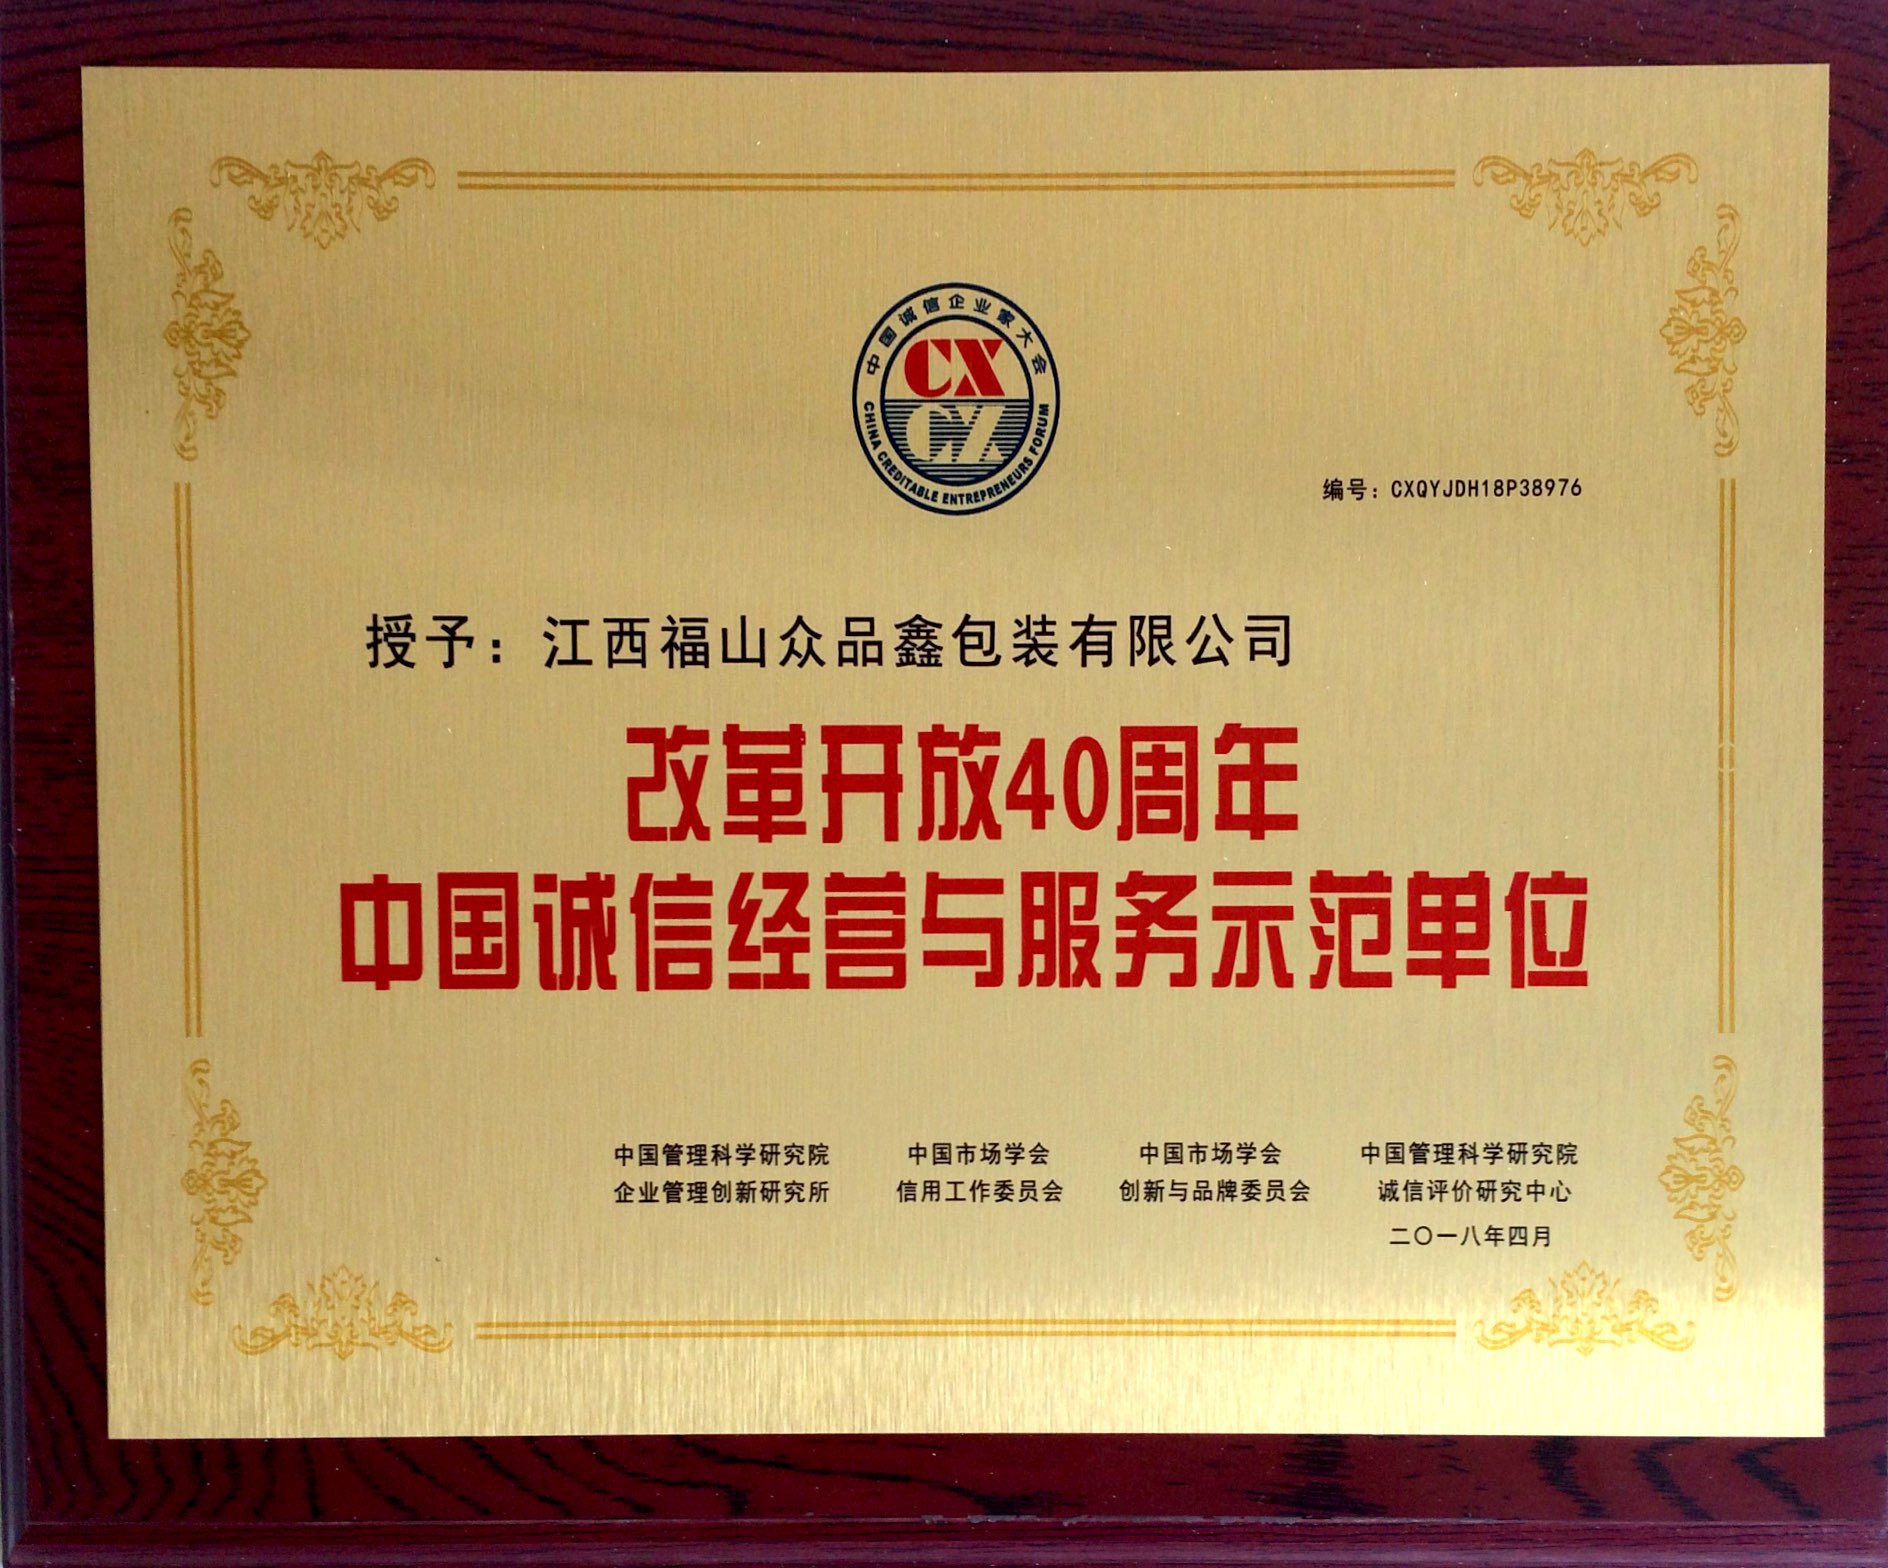 中国诚信企业家大会
CX
CX
CHINA CREDITABLE ENTREPRENEURS FORUM
编号：CXQYJDH18P38976
授予：江西福山众品鑫包装有限公司
改革开放40周年
中国诚信经营与服务示范单位
中国管理科学研究院 中国市场学会 中国市场学会 中国管理科学研究院
企业管理创新研究所 信用工作委员会 创新与品牌委员会 诚信评价研究中心
二〇一八年四月